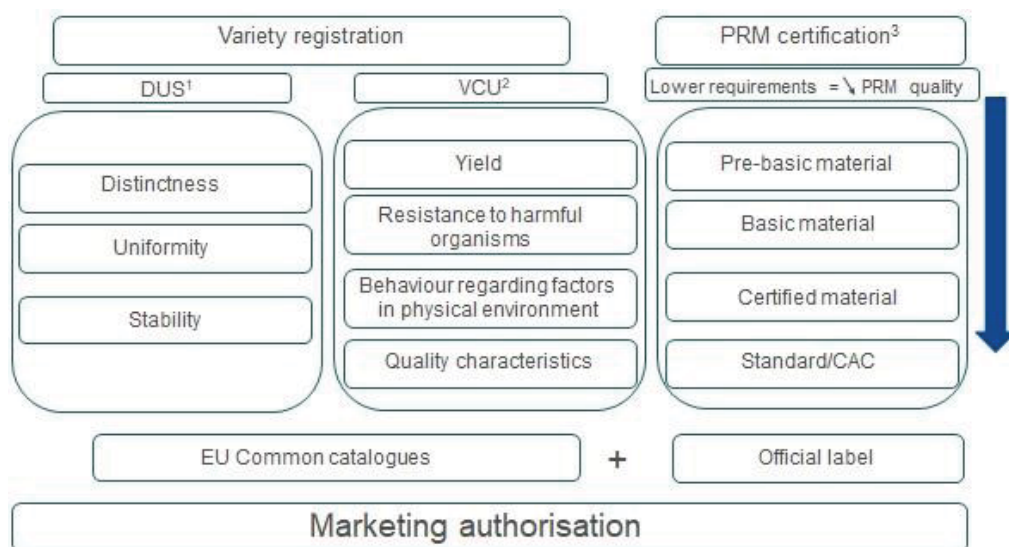 Variety registration
PRM certification³
DUS¹
VCU²
Lower requirements = ↘ PRM quality
Distinctness
Uniformity
Stability
Yield
Resistance to harmful
organisms
Behaviour regarding factors
in physical environment
Quality characteristics
Pre-basic material
Basic material
Certified material
Standard/CAC
EU Common catalogues
+
Official label
Marketing authorisation